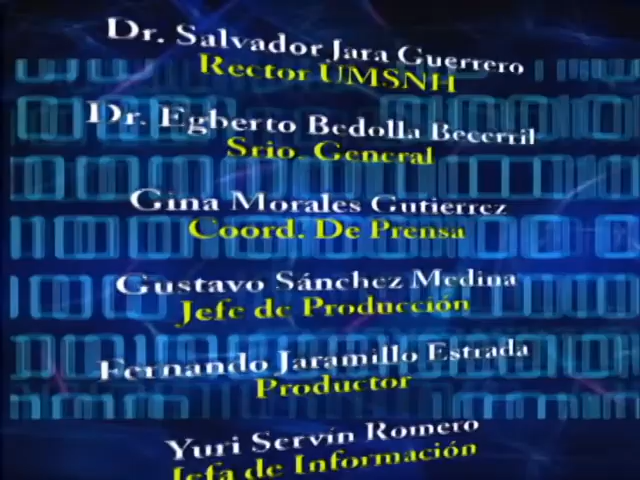 Dr. Salvador Jara Guerrero
Rector UMSNH
Dr. Egberto Bedolla Becerril
Srio. General
Gina Morales Gutierrez
Coord. De Prensa
Gustavo Sánchez Medina
Jefe de Producción
Fernando Jaramillo Estrada
Productor
Yuri Servín Romero
Jefa de Información